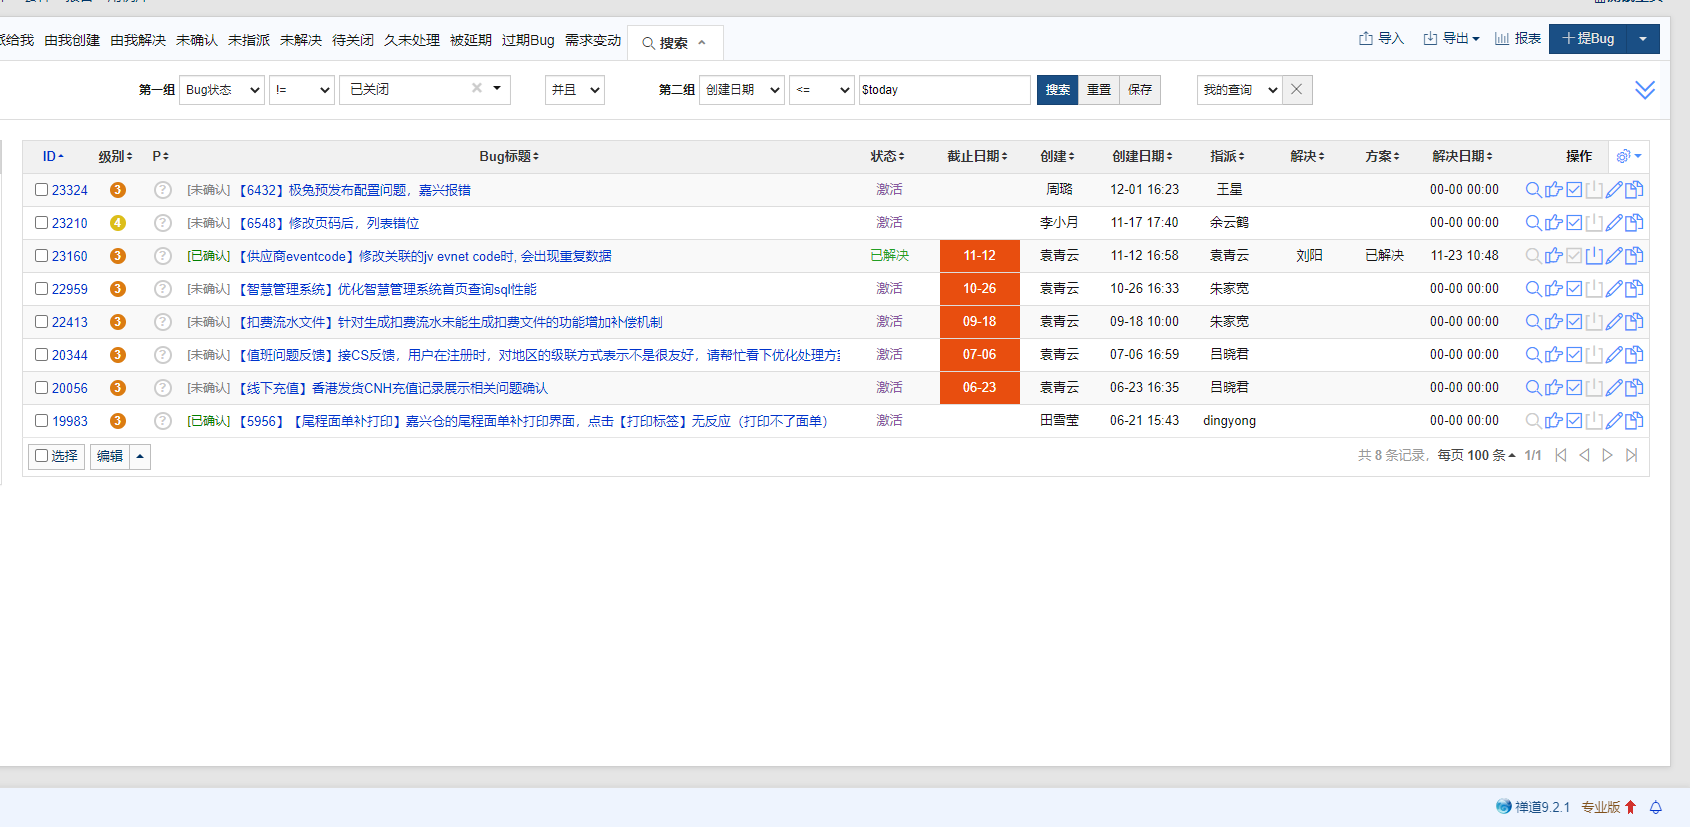 派给我 由我创建 由我解决 未确认 未指派 未解决 待关闭 久未处理 被延期 过期Bug 需求变动 搜索 导入 导出 报表 提Bug
第一组 Bug状态 != 已关闭 并且 第二组 创建日期 <= $today 搜索 重置 保存 我的查询
ID 级别 P Bug标题 状态 截止日期 创建 创建日期 指派 解决 方案 解决日期 操作
23324 3 ? [未确认]【6432】极免预发布配置问题，嘉兴报错 激活 周璐 12-01 16:23 王星 00-00 00:00
23210 4 ? [未确认]【6548】修改页码后，列表错位 激活 李小月 11-17 17:40 余云鹤 00-00 00:00
23160 3 ? [已确认]【供应商eventcode】修改关联的jv evnet code时, 会出现重复数据 已解决 11-12 袁青云 11-12 16:58 袁青云 刘阳 已解决 11-23 10:48
22959 3 ? [未确认]【智慧管理系统】优化智慧管理系统首页查询sql性能 激活 10-26 袁青云 10-26 16:33 朱家宽 00-00 00:00
22413 3 ? [未确认]【扣费流水文件】针对生成扣费流水未能生成扣费文件的功能增加补偿机制 激活 09-18 袁青云 09-18 10:00 朱家宽 00-00 00:00
20344 3 ? [未确认]【值班问题反馈】接CS反馈，用户在注册时，对地区的级联方式表示不是很友好，请帮忙看下优化处理方案 激活 07-06 袁青云 07-06 16:59 吕晓君 00-00 00:00
20056 3 ? [未确认]【线下充值】香港发货CNH充值记录展示相关问题确认 激活 06-23 袁青云 06-23 16:35 吕晓君 00-00 00:00
19983 3 ? [已确认]【5956】【尾程面单补打印】嘉兴仓的尾程面单补打印界面，点击【打印标签】无反应（打印不了面单） 激活 田雪莹 06-21 15:43 dingyong 00-00 00:00
选择 编辑 共 8 条记录，每页 100 条 1/1
禅道9.2.1 专业版